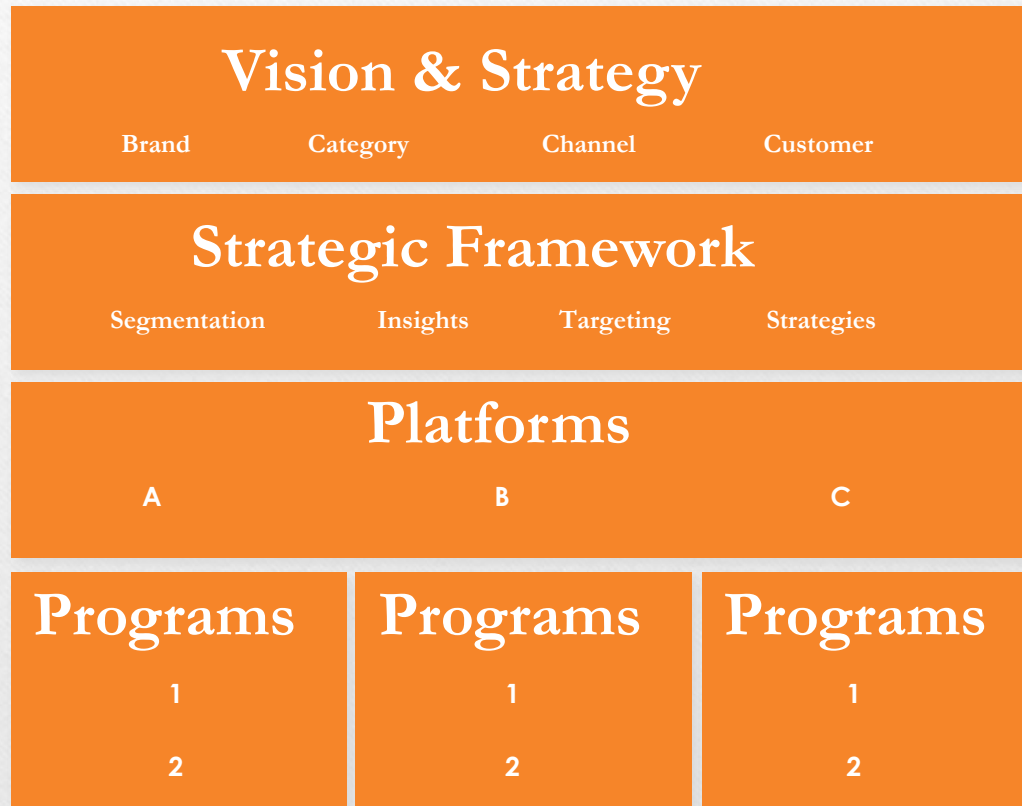 Vision & Strategy
Brand Category Channel Customer
Strategic Framework
Segmentation Insights Targeting Strategies
Platforms
A B C
Programs Programs Programs
1 1 1
2 2 2